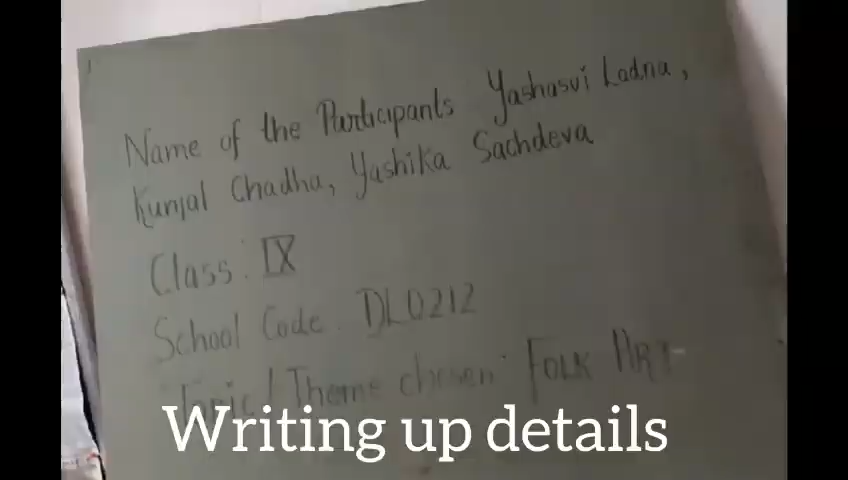 Name of the Participants Yashasvi Ladna,
Kunjal Chadha, Yashika Sachdeva
Class: IX
School Code: DL0212
Topic / Theme chosen: FOLK ART
Writing up details